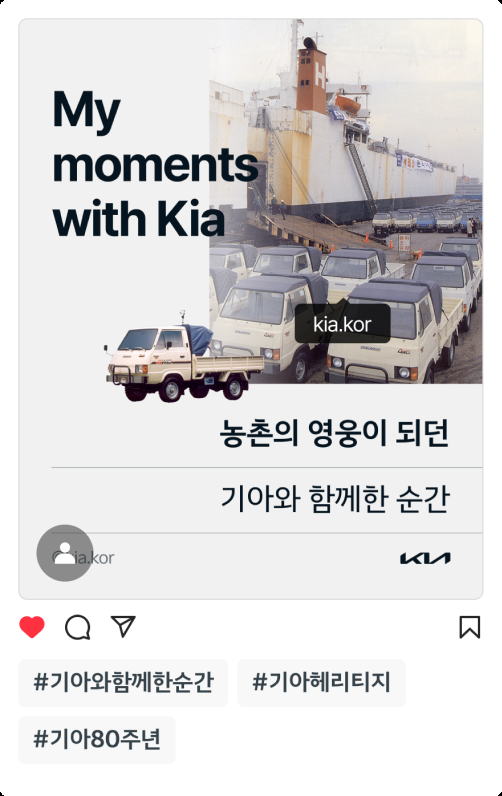 My
moments
with Kia
kia.kor
농촌의 영웅이 되던
기아와 함께한 순간
kia.kor
KIA
#기아와함께한순간
#기아헤리티지
#기아80주년